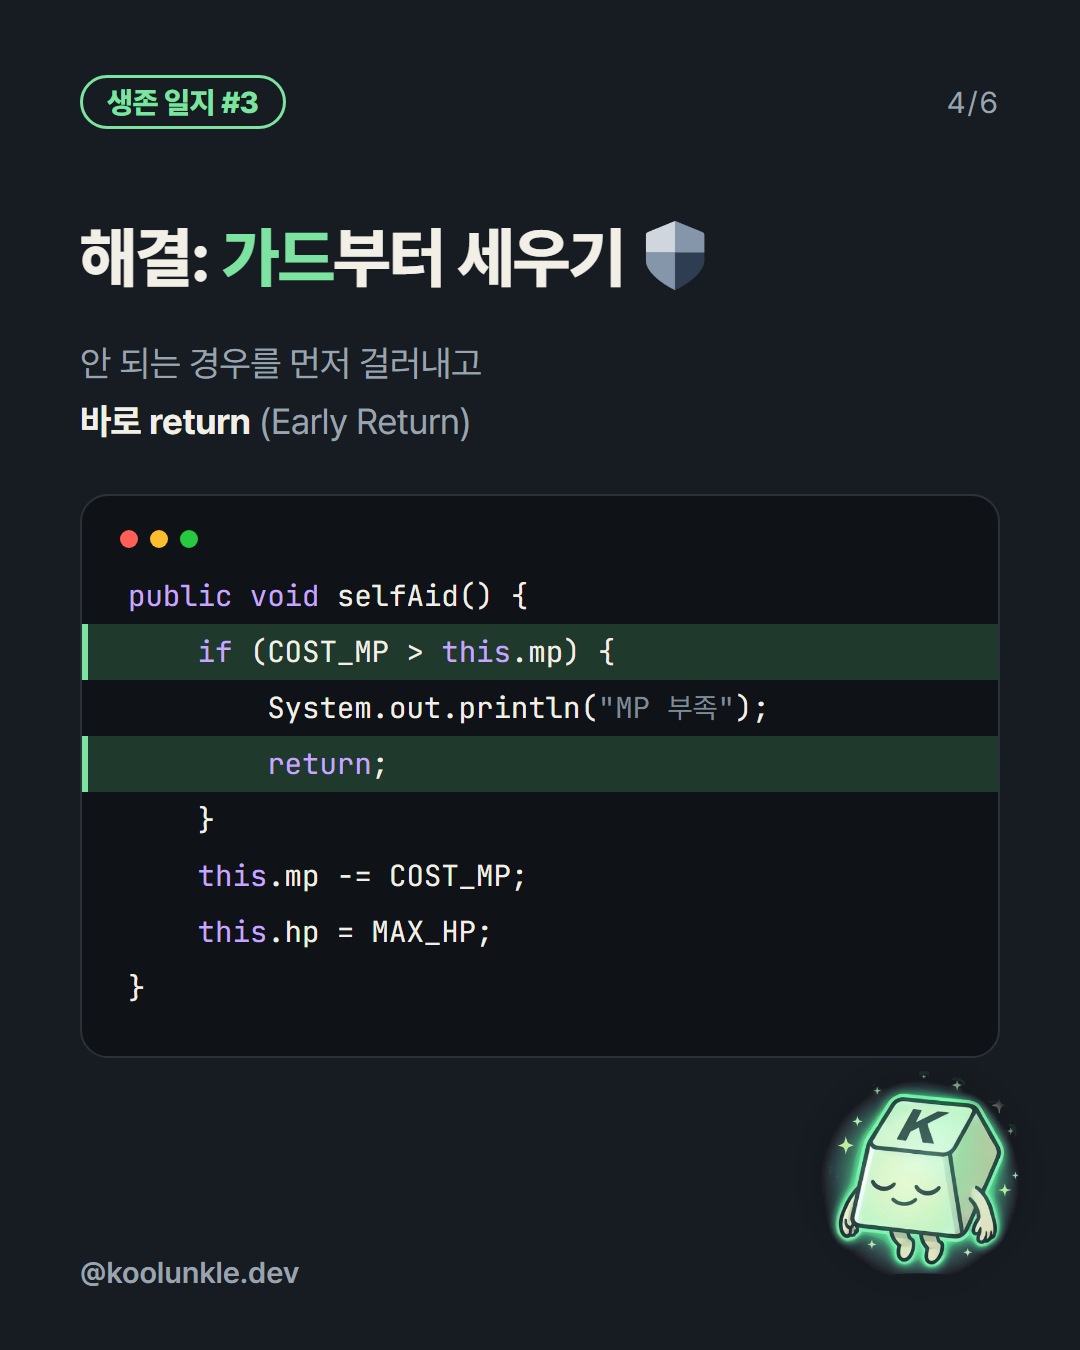 생존 일지 #3
4/6
해결: 가드부터 세우기
안 되는 경우를 먼저 걸러내고
바로 return (Early Return)
public void selfAid() {
    if (COST_MP > this.mp) {
        System.out.println("MP 부족");
        return;
    }
    this.mp -= COST_MP;
    this.hp = MAX_HP;
}
K
@koolunkle.dev